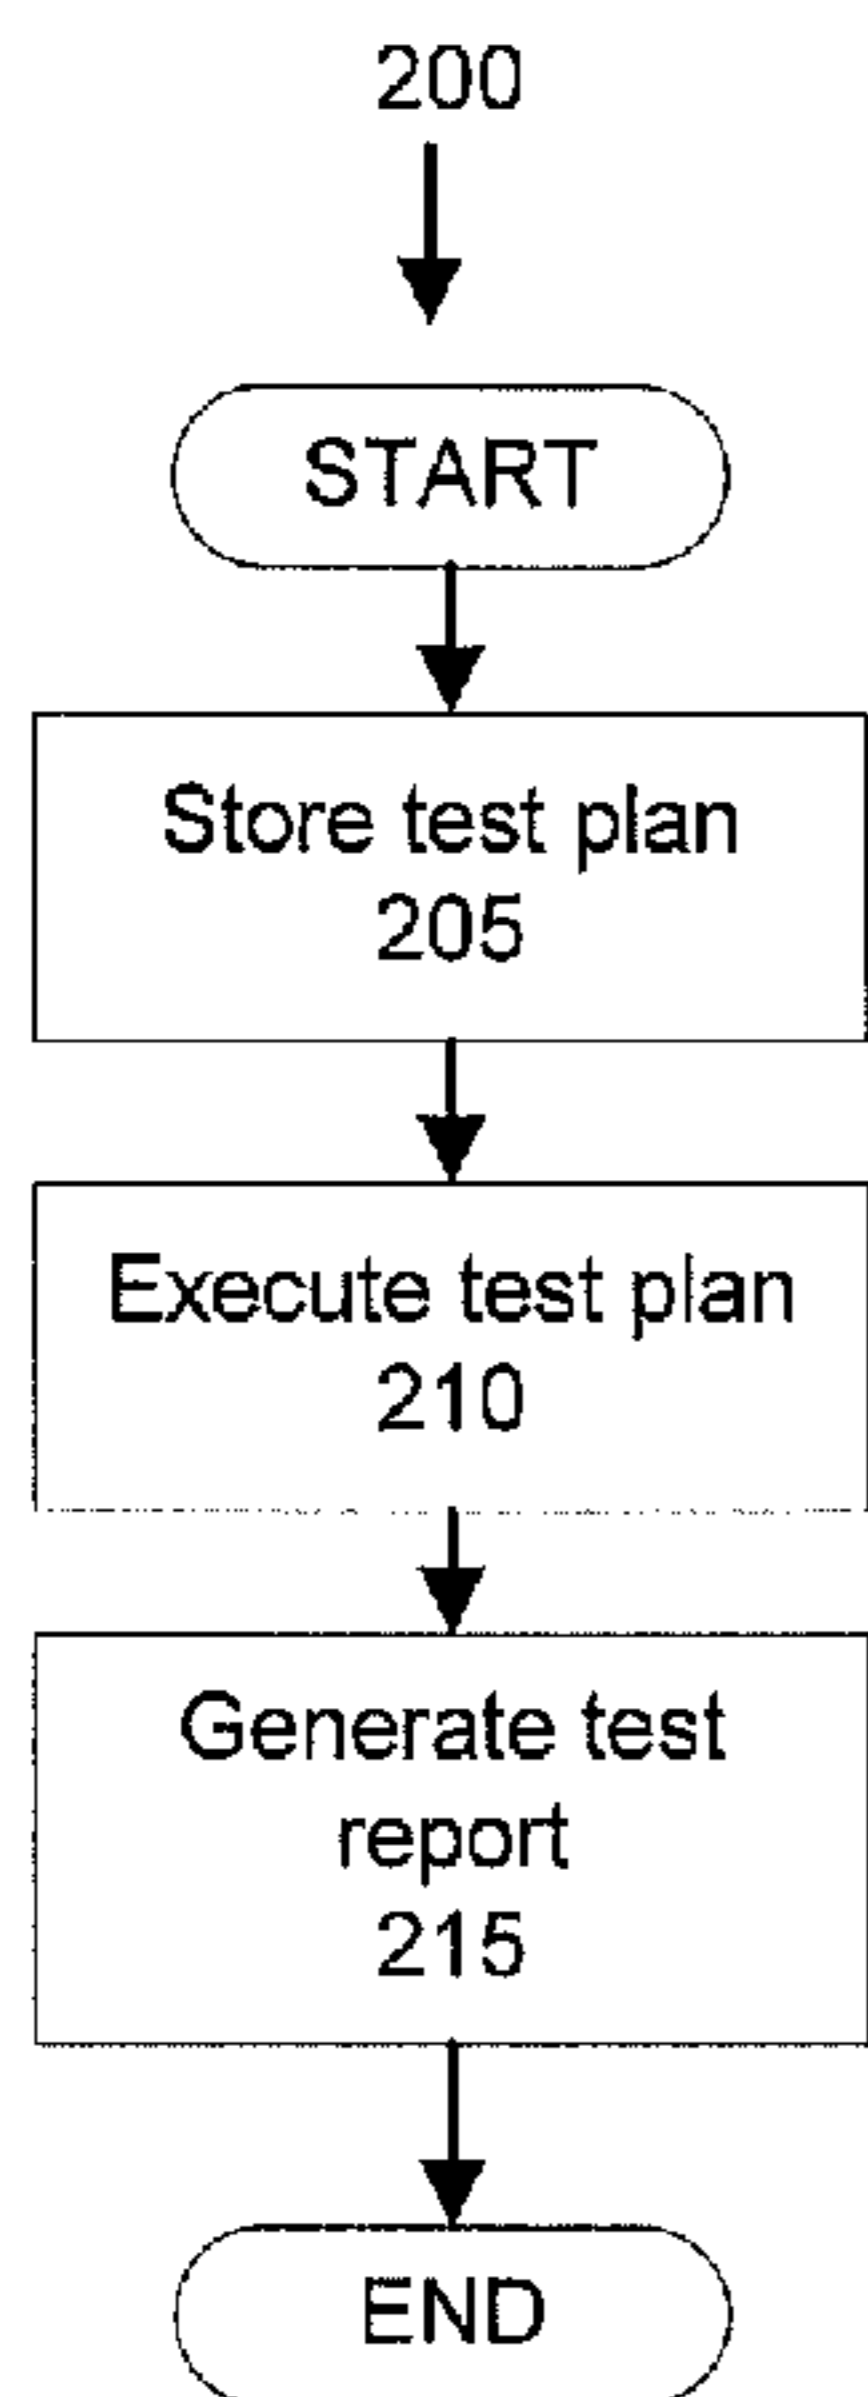 200
START
Store test plan
205
Execute test plan
210
Generate test
report
215
END